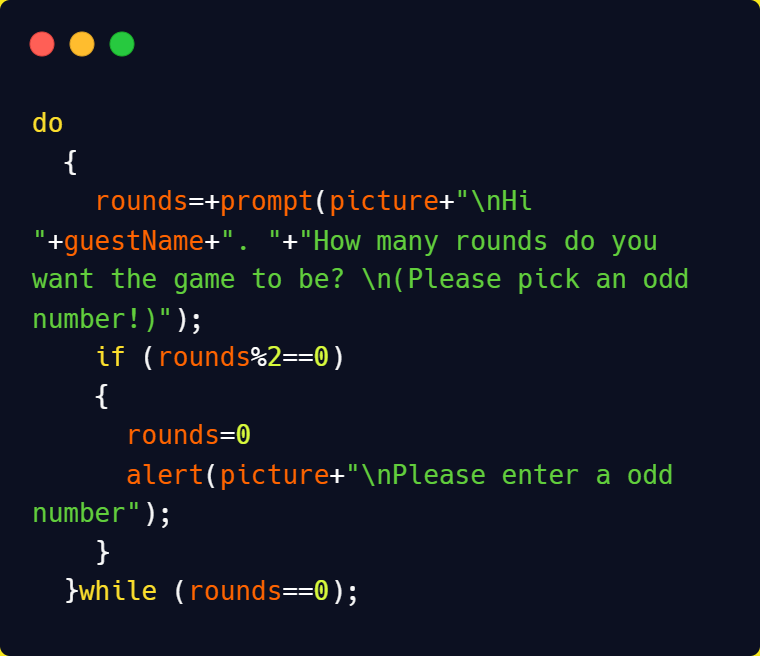 do
  {
    rounds=+prompt(picture+"\nHi
"+guestName+". "+"How many rounds do you
want the game to be? \n(Please pick an odd
number!)");
    if (rounds%2==0)
    {
      rounds=0
      alert(picture+"\nPlease enter a odd
number");
    }
  }while (rounds==0);